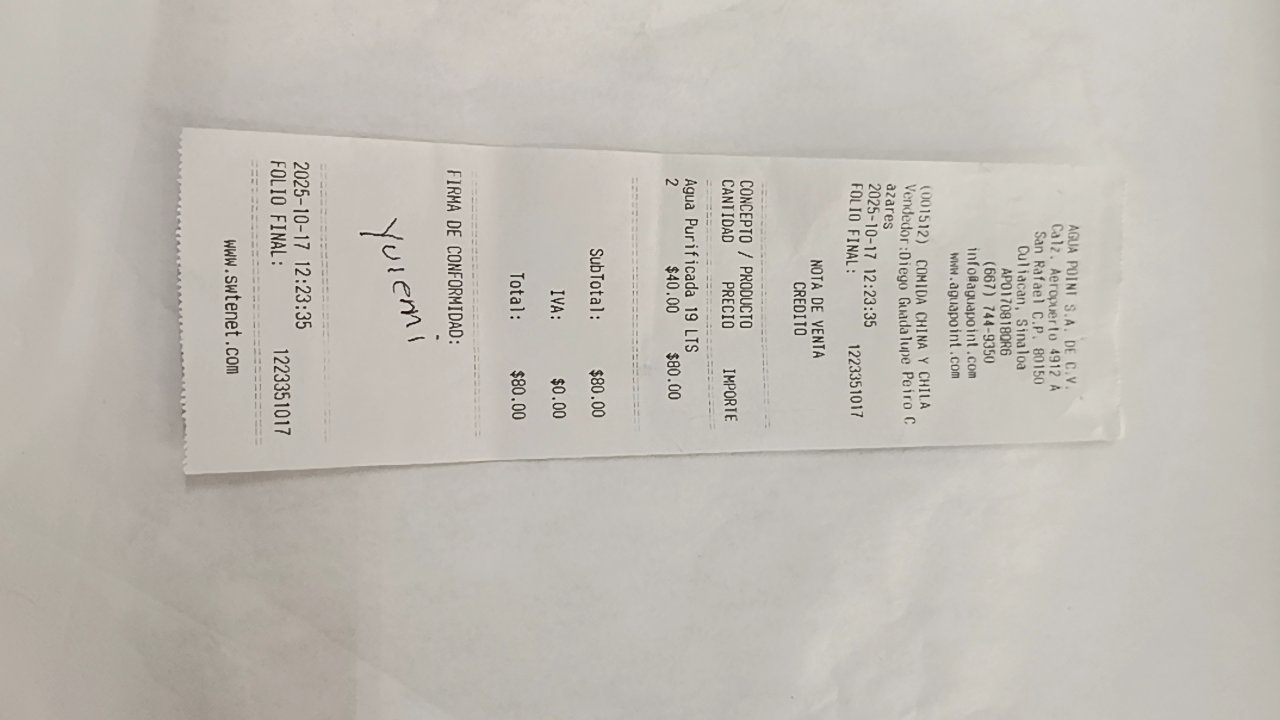 AGUA POINT S.A. DE C.V.
Calz. Aeropuerto 4912 A
San Rafael C.P. 80150
Culiacan, Sinaloa
APO170818QR6
(667) 744-9350
info@aguapoint.com
www.aguapoint.com
(001512) COMIDA CHINA Y CHILA
Vendedor:Diego Guadalupe Peiro C
azares
2025-10-17 12:23:35
FOLIO FINAL: 1223351017
NOTA DE VENTA
CREDITO
CONCEPTO / PRODUCTO
CANTIDAD PRECIO IMPORTE
Agua Purificada 19 LTS
2 $40.00 $80.00
SubTotal: $80.00
IVA: $0.00
Total: $80.00
FIRMA DE CONFORMIDAD:
Yulemi
2025-10-17 12:23:35
FOLIO FINAL: 1223351017
www.swtenet.com